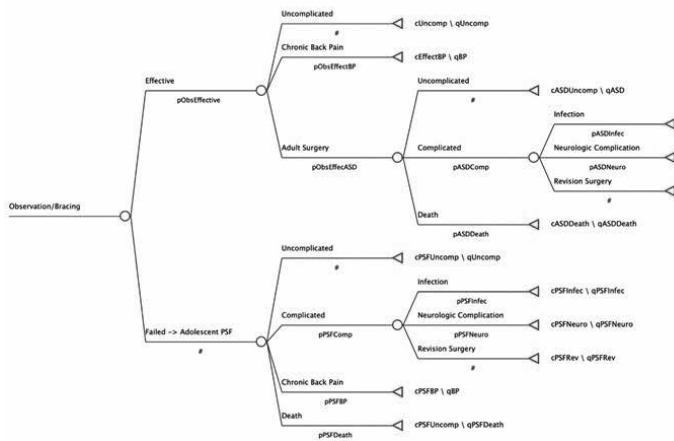 Uncomplicated
#
cUncomp \ qUncomp
Chronic Back Pain
pObsEffectBP
cEffectBP \ qBP
Effective
pObsEffective
Uncomplicated
#
cASDUncomp \ qASD
Adult Surgery
pObsEffecASD
Complicated
pASDComp
Infection
pASDInfec
Neurologic Complication
pASDNeuro
Revision Surgery
#
Death
pASDDeath
cASDDeath \ qASDDeath
Observation/Bracing
Uncomplicated
#
cPSFUncomp \ qUncomp
Failed -> Adolescent PSF
#
Complicated
pPSFComp
Infection
pPSFInfec
cPSFInfec \ qPSFInfec
Neurologic Complication
pPSFNeuro
cPSFNeuro \ qPSFNeuro
Revision Surgery
#
cPSFRev \ qPSFRev
Chronic Back Pain
pPSFBP
cPSFBP \ qBP
Death
pPSFDeath
cPSFUncomp \ qPSFDeath